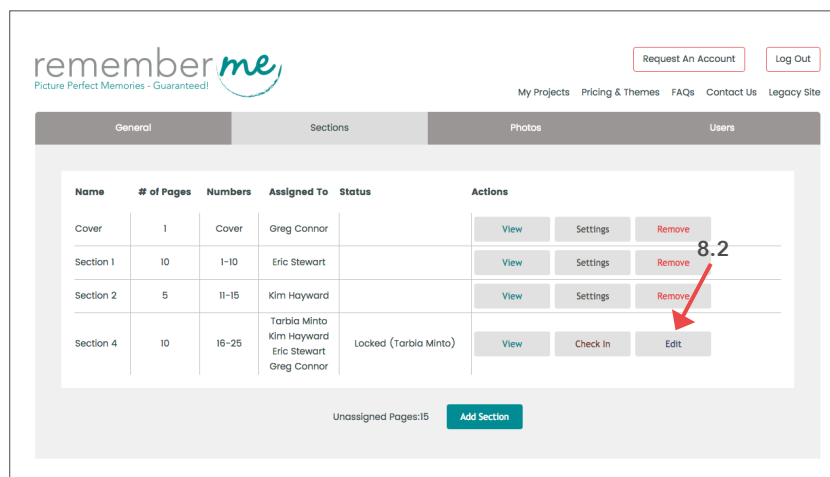 remember me,
Picture Perfect Memories - Guaranteed!
Request An Account Log Out
My Projects Pricing & Themes FAQs Contact Us Legacy Site
General Sections Photos Users
Name # of Pages Numbers Assigned To Status Actions
Cover 1 Cover Greg Connor View Settings Remove
8.2
Section 1 10 1-10 Eric Stewart View Settings Remove
Section 2 5 11-15 Kim Hayward View Settings Remove
Tarbia Minto
Kim Hayward
Section 4 10 16-25 Locked (Tarbia Minto) View Check In Edit
Eric Stewart
Greg Connor
Unassigned Pages:15 Add Section